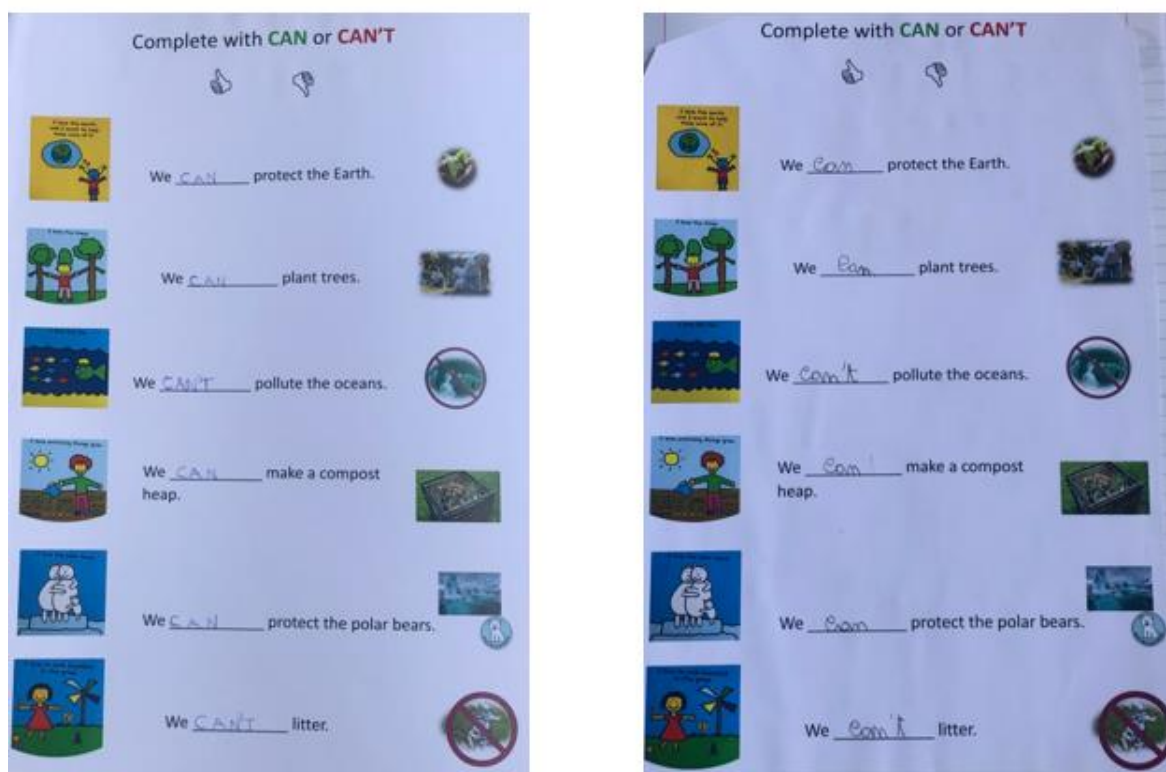 Complete with CAN or CAN'T
We CAN protect the Earth.
We CAN plant trees.
We CAN'T pollute the oceans.
We CAN make a compost
heap.
We CAN protect the polar bears.
We CAN'T litter.
Complete with CAN or CAN'T
We Can protect the Earth.
We Can plant trees.
We Can't pollute the oceans.
We Can' make a compost
heap.
We Can protect the polar bears.
We Can't litter.